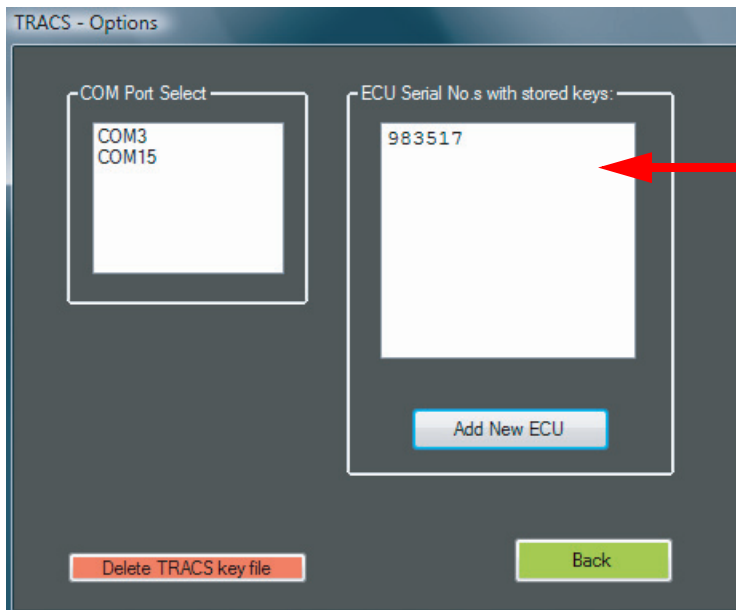 TRACS - Options
COM Port Select
COM3
COM15
ECU Serial No.s with stored keys:
983517
Add New ECU
Delete TRACS key file
Back